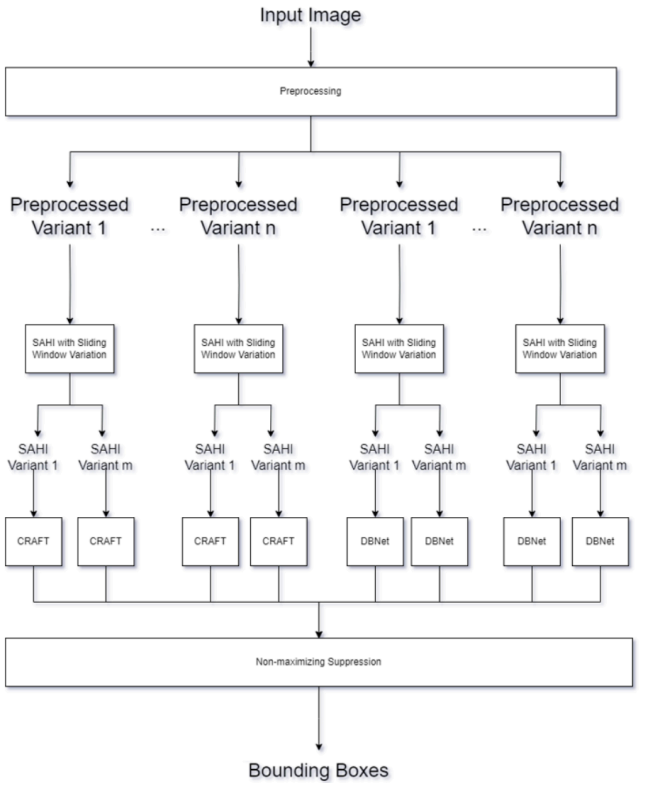 Input Image
Preprocessing
Preprocessed
Variant 1
...
Preprocessed
Variant n
Preprocessed
Variant 1
...
Preprocessed
Variant n
SAHI with Sliding
Window Variation
SAHI with Sliding
Window Variation
SAHI with Sliding
Window Variation
SAHI with Sliding
Window Variation
SAHI
Variant 1
SAHI
Variant m
SAHI
Variant 1
SAHI
Variant m
SAHI
Variant 1
SAHI
Variant m
SAHI
Variant 1
SAHI
Variant m
CRAFT
CRAFT
CRAFT
CRAFT
DBNet
DBNet
DBNet
DBNet
Non-maximizing Suppression
Bounding Boxes